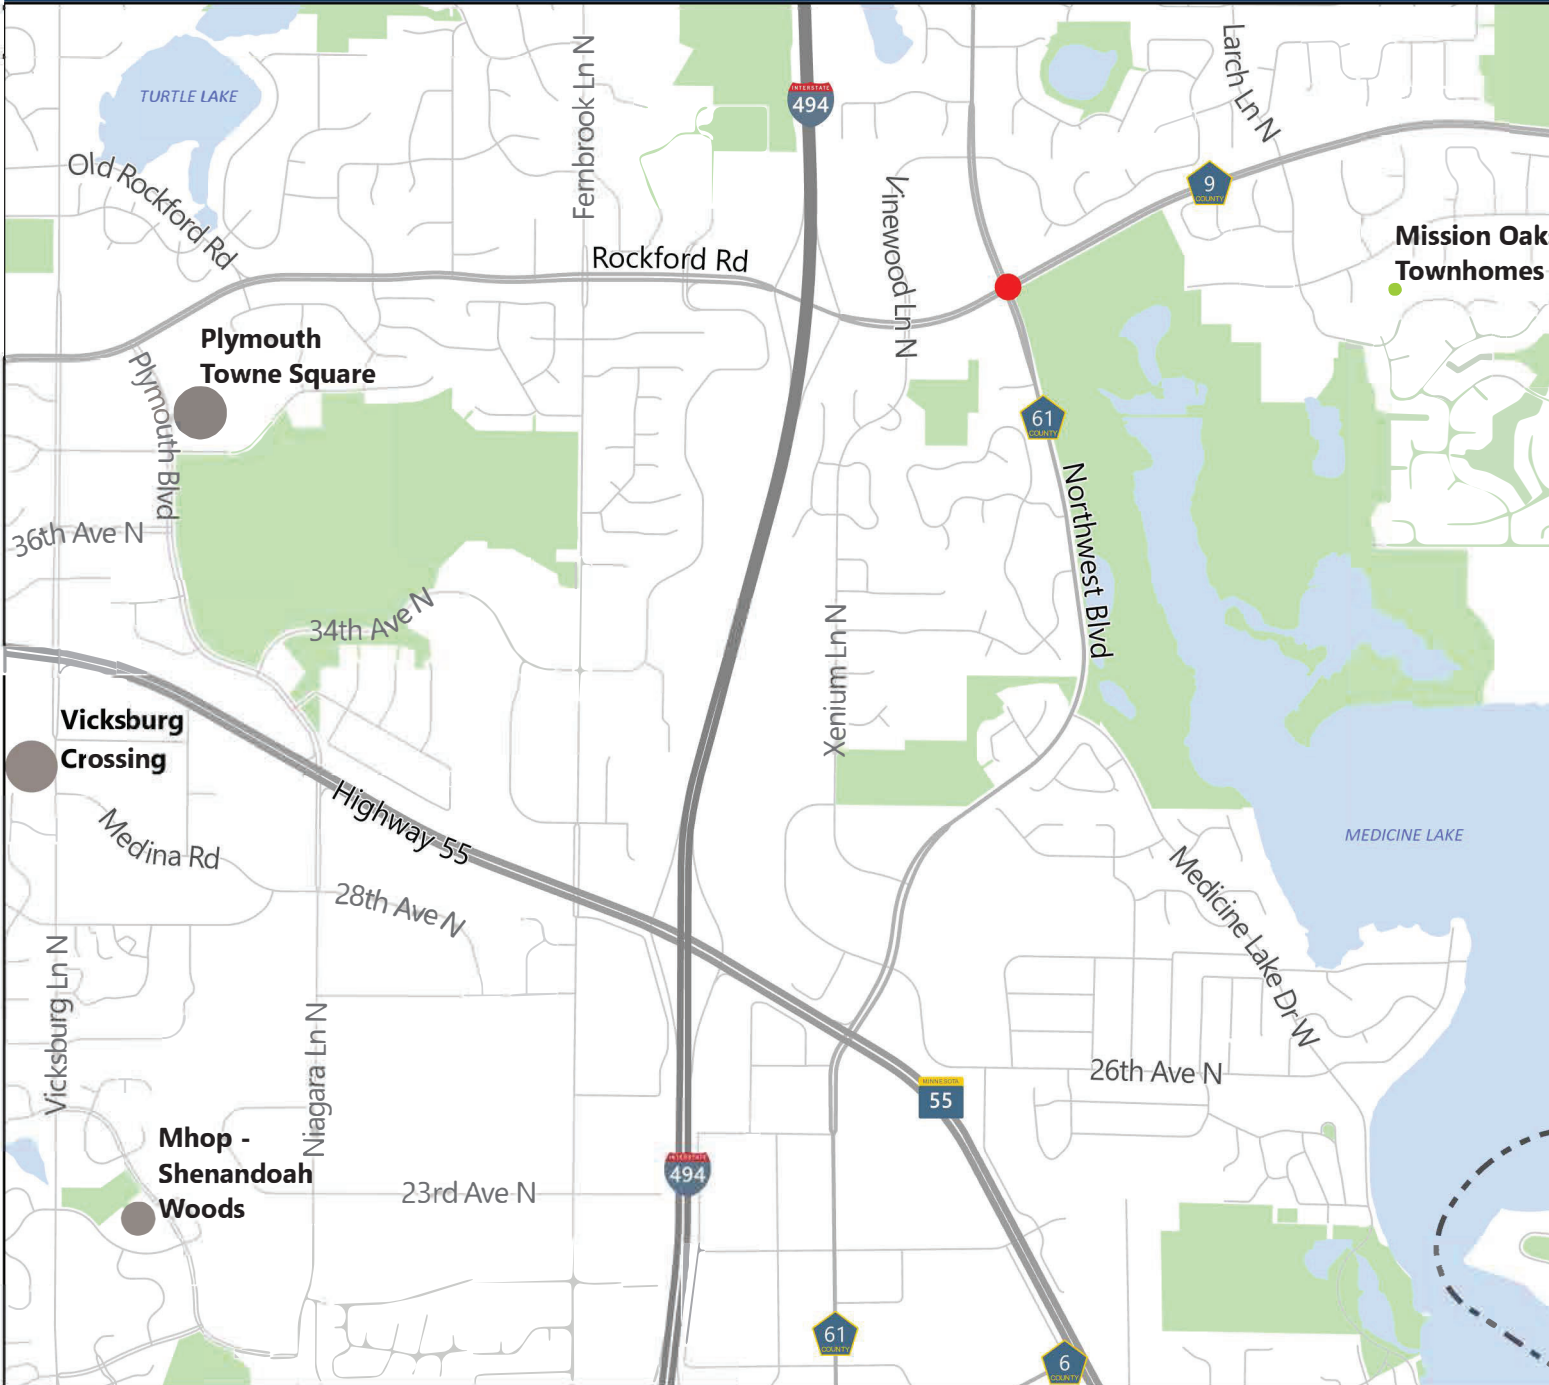 Larch Ln N
Fernbrook Ln N
INTERSTATE
494
TURTLE LAKE
Old Rockford Rd
Vinewood Ln N
9
COUNTY
Mission Oak
Townhomes
Rockford Rd
Plymouth
Towne Square
Plymouth Blvd
61
COUNTY
Northwest Blvd
36th Ave N
34th Ave N
Xenium Ln N
Vicksburg
Crossing
Highway 55
Medina Rd
MEDICINE LAKE
Medicine Lake Dr W
28th Ave N
Vicksburg Ln N
Niagara Ln N
26th Ave N
MINNESOTA
55
Mhop -
Shenandoah
Woods
INTERSTATE
494
23rd Ave N
61
COUNTY
6
COUNTY